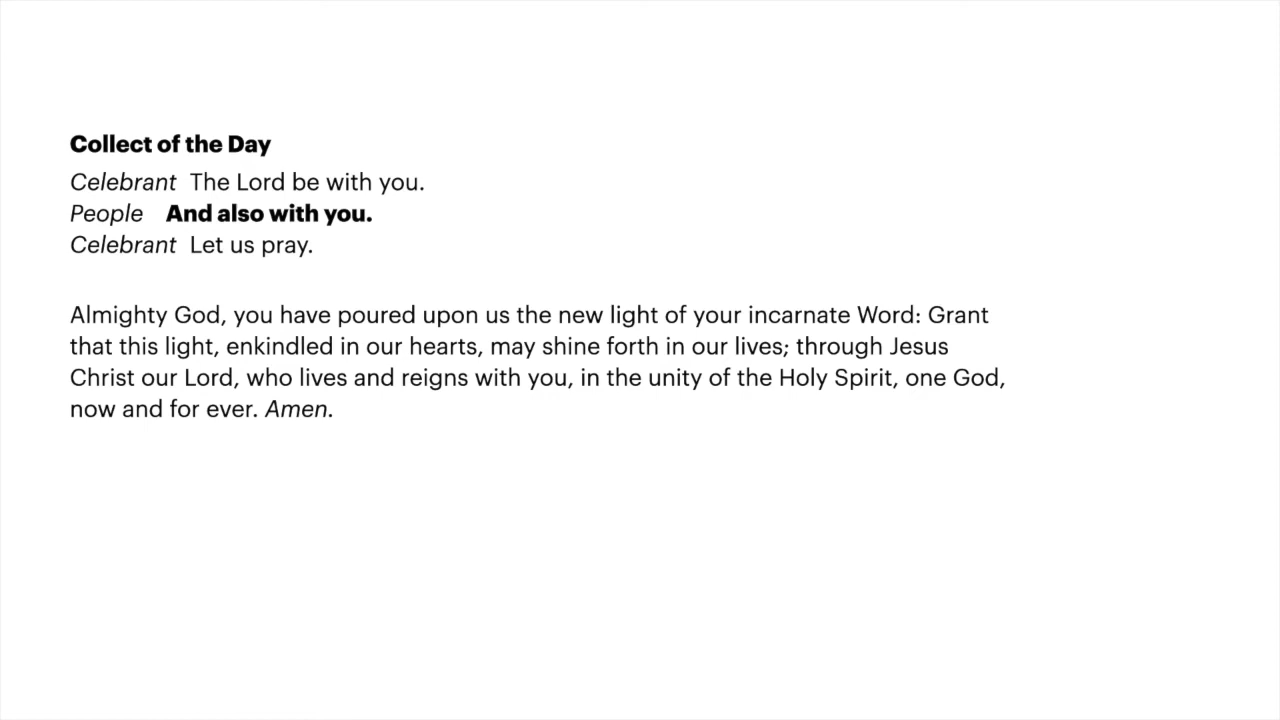 Collect of the Day
Celebrant The Lord be with you.
People And also with you.
Celebrant Let us pray.
Almighty God, you have poured upon us the new light of your incarnate Word: Grant
that this light, enkindled in our hearts, may shine forth in our lives; through Jesus
Christ our Lord, who lives and reigns with you, in the unity of the Holy Spirit, one God,
now and for ever. Amen.